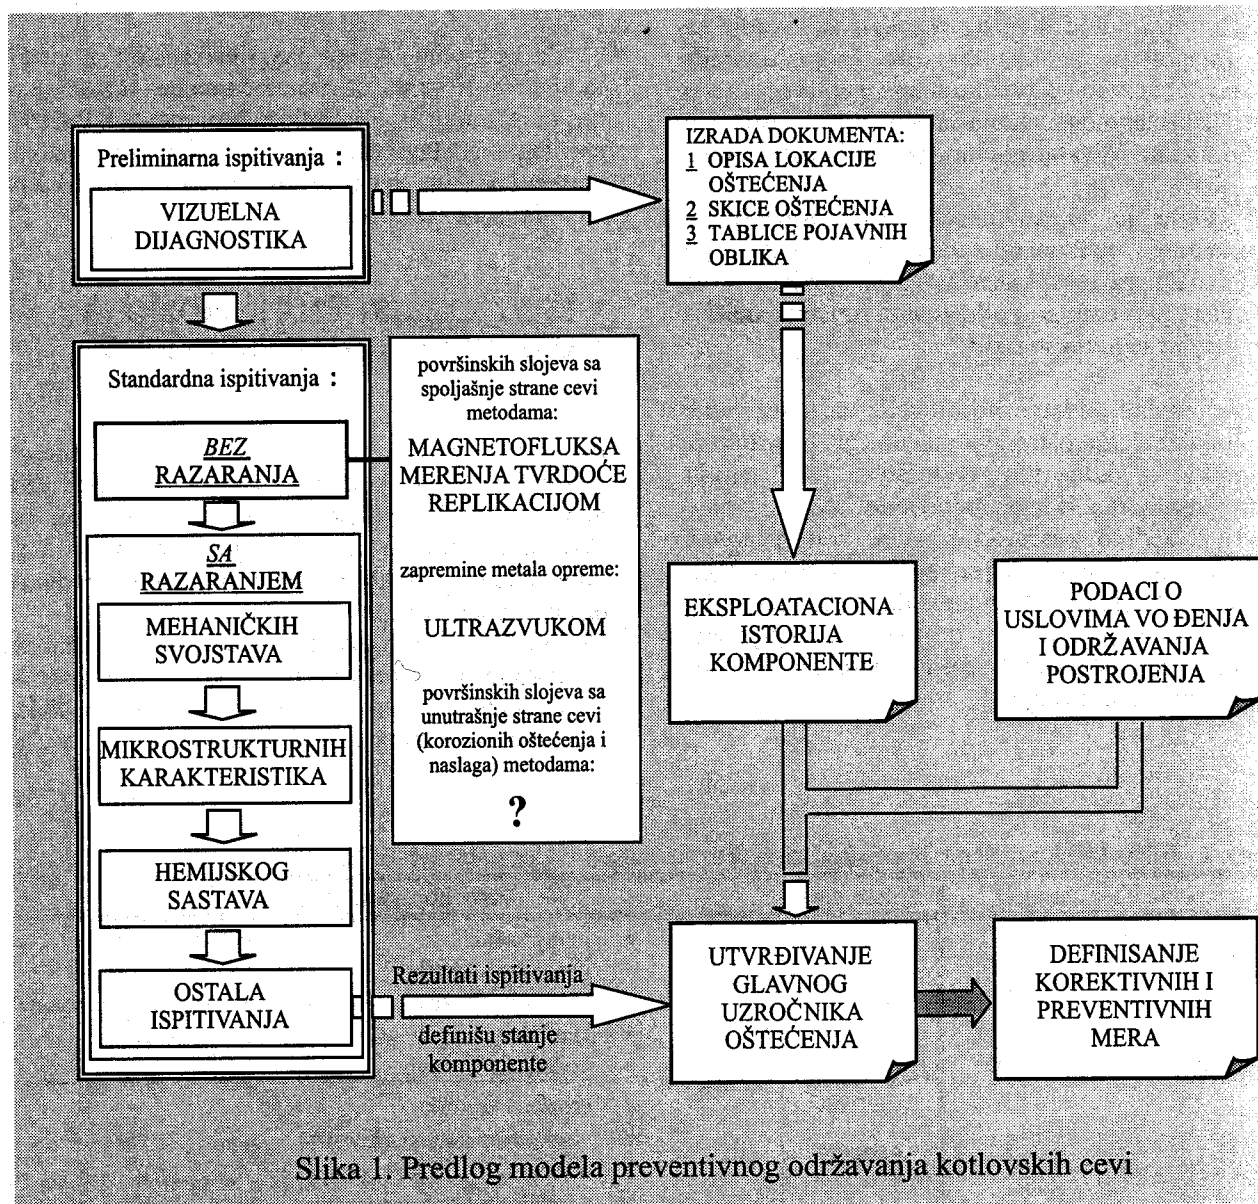 Preliminarna ispitivanja :
VIZUELNA
DIJAGNOSTIKA
IZRADA DOKUMENTA:
1 OPISA LOKACIJE
OŠTEĆENJA
2 SKICE OŠTEĆENJA
3 TABLICE POJAVNIH
OBLIKA
Standardna ispitivanja :
BEZ
RAZARANJA
SA
RAZARANJEM
MEHANIČKIH
SVOJSTAVA
MIKROSTRUKTURNIH
KARAKTERISTIKA
HEMIJSKOG
SASTAVA
OSTALA
ISPITIVANJA
površinskih slojeva sa
spoljašnje strane cevi
metodama:
MAGNETOFLUKSA
MERENJA TVRDOĆE
REPLIKACIJOM
zapremine metala opreme:
ULTRAZVUKOM
površinskih slojeva sa
unutrašnje strane cevi
(korozionih oštećenja i
naslaga) metodama:
?
EKSPLOATACIONA
ISTORIJA
KOMPONENTE
PODACI O
USLOVIMA VO ĐENJA
I ODRŽAVANJA
POSTROJENJA
Rezultati ispitivanja
definišu stanje
komponente
UTVRĐIVANJE
GLAVNOG
UZROČNIKA
OŠTEĆENJA
DEFINISANJE
KOREKTIVNIH I
PREVENTIVNIH
MERA
Slika 1. Predlog modela preventivnog održavanja kotlovskih cevi